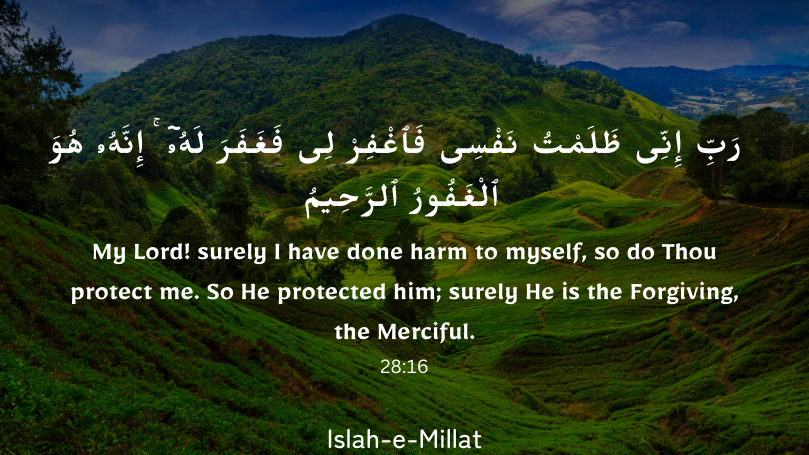 رَبِّ إِنِّى ظَلَمْتُ نَفْسِى فَٱغْفِرْ لِى فَغَفَرَ لَهُۥٓ ۚ إِنَّهُۥ هُوَ
ٱلْغَفُورُ ٱلرَّحِيمُ
My Lord! surely I have done harm to myself, so do Thou
protect me. So He protected him; surely He is the Forgiving,
the Merciful.
28:16
Islah-e-Millat